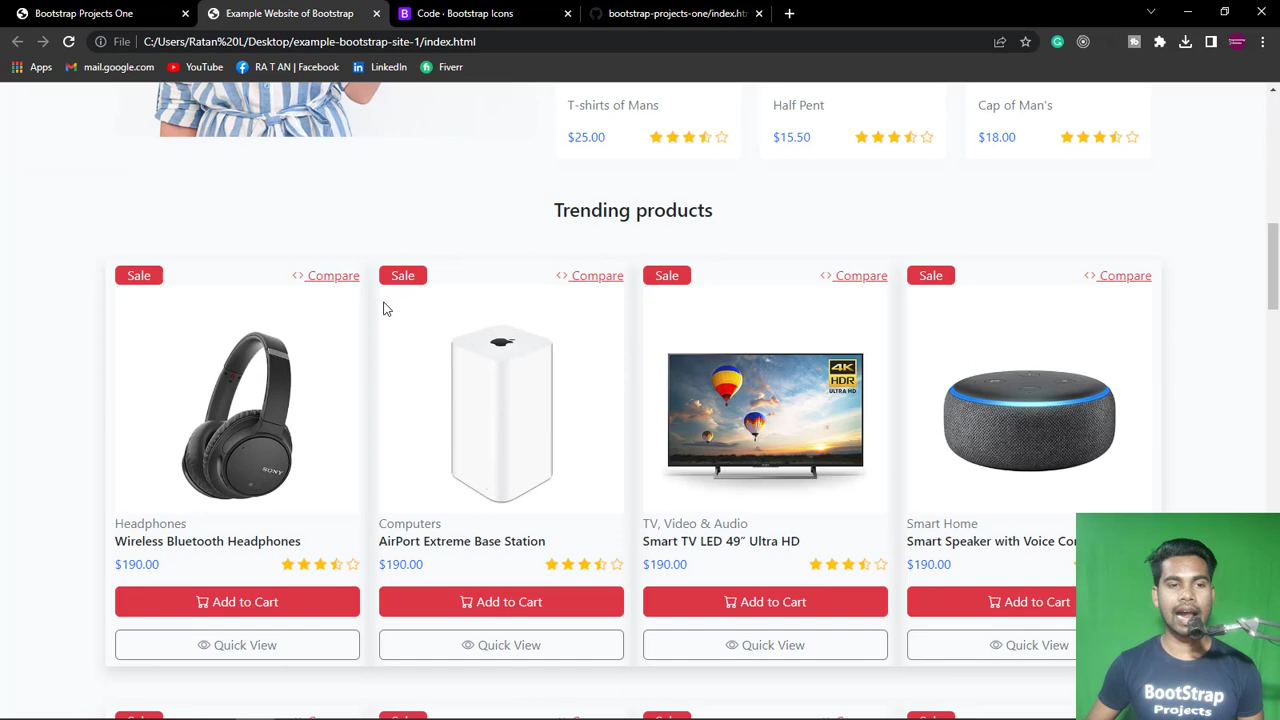 Bootstrap Projects One
Example Website of Bootstrap
Code · Bootstrap Icons
bootstrap-projects-one/index.htm
File
C:/Users/Ratan%20L/Desktop/example-bootstrap-site-1/index.html
Apps
mail.google.com
YouTube
RA T AN | Facebook
LinkedIn
Fiverr
T-shirts of Mans
Half Pent
Cap of Man's
$25.00
$15.50
$18.00
Trending products
Sale
Compare
Sale
Compare
Sale
Compare
Sale
Compare
SONY
4K
HDR
ULTRA HD
Headphones
Wireless Bluetooth Headphones
$190.00
Add to Cart
Quick View
Computers
AirPort Extreme Base Station
$190.00
Add to Cart
Quick View
TV, Video & Audio
Smart TV LED 49” Ultra HD
$190.00
Add to Cart
Quick View
Smart Home
Smart Speaker with Voice Co
$190.00
Add to Cart
Quick View
BootStrap
Projects